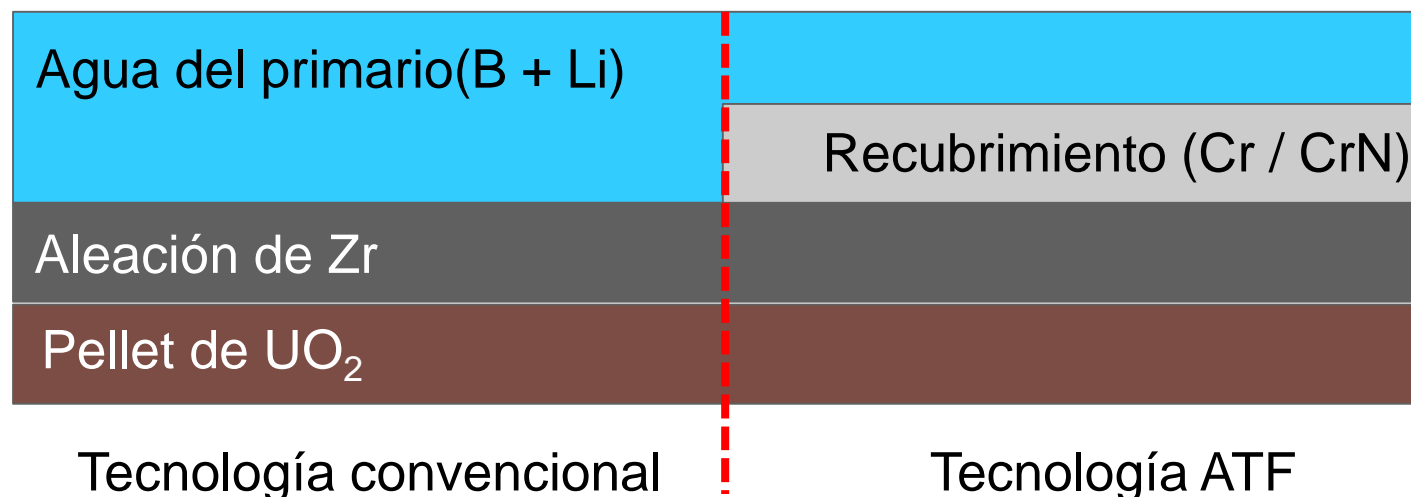 Agua del primario(B + Li)
Recubrimiento (Cr / CrN)
Aleación de Zr
Pellet de UO₂
Tecnología convencional
Tecnología ATF